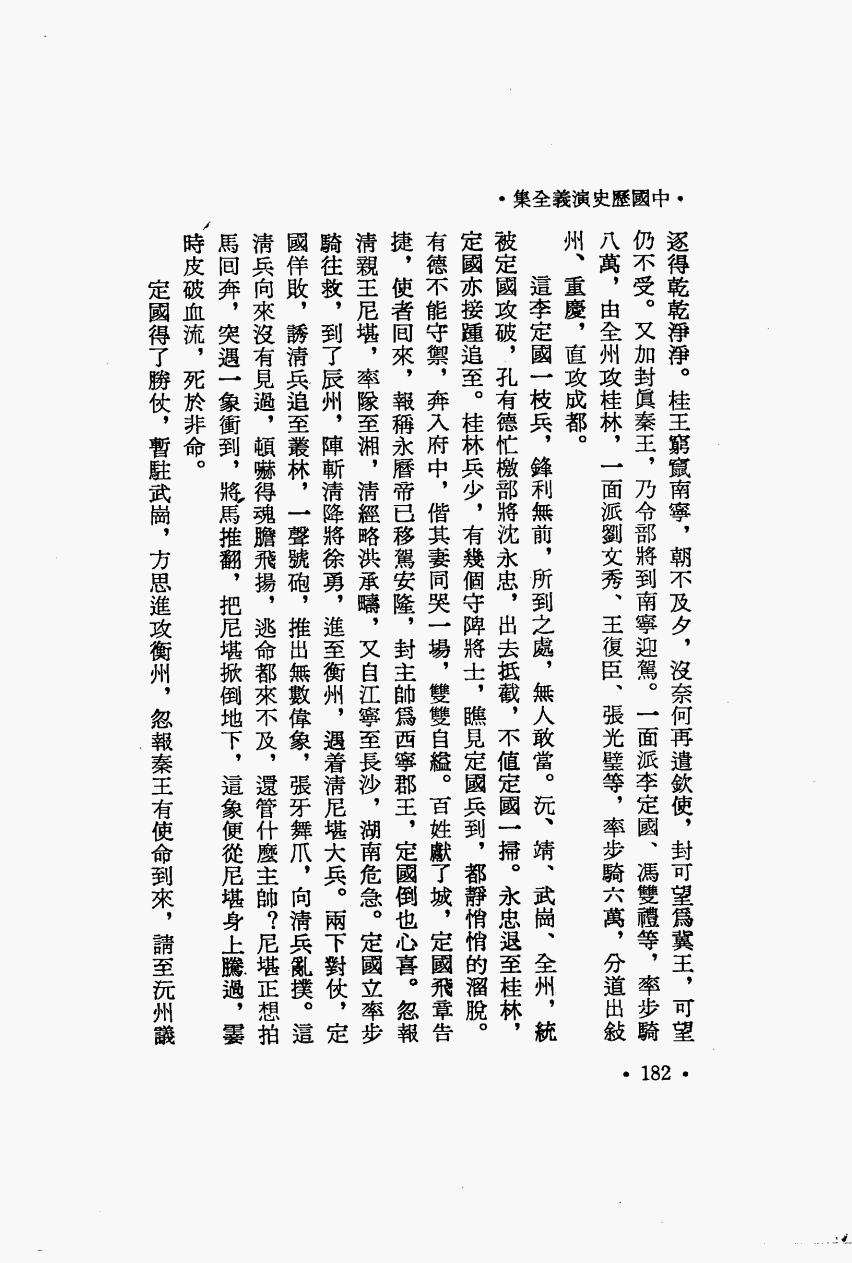 •中國歷史演義全集•
逐得乾乾淨淨。桂王窮竄南寧，朝不及夕，沒奈何再遣欽使，封可望爲冀王，可望
仍不受。又加封眞秦王，乃令部將到南寧迎駕。一面派李定國、馮雙禮等，率步騎
八萬，由全州攻桂林，一面派劉文秀、王復臣、張光璧等，率步騎六萬，分道出敍
州、重慶，直攻成都。
這李定國一枝兵，鋒利無前，所到之處，無人敢當。沅、靖、武崗、全州，統
被定國攻破，孔有德忙檄部將沈永忠，出去抵截，不値定國一掃。永忠退至桂林，
定國亦接踵追至。桂林兵少，有幾個守陴將士，瞧見定國兵到，都靜悄悄的溜脫。
有德不能守禦，奔入府中，偕其妻同哭一場，雙雙自縊。百姓獻了城，定國飛章告
捷，使者回來，報稱永曆帝已移駕安隆，封主帥爲西寧郡王，定國倒也心喜。忽報
清親王尼堪，率隊至湘，清經略洪承疇，又自江寧至長沙，湖南危急。定國立率步
騎往救，到了辰州，陣斬清降將徐勇，進至衡州，遇着清尼堪大兵。兩下對仗，定
國佯敗，誘清兵追至叢林，一聲號砲，推出無數偉象，張牙舞爪，向清兵亂撲。這
清兵向來沒有見過，頓嚇得魂膽飛揚，逃命都來不及，還管什麼主帥？尼堪正想拍
馬回奔，突遇一象衝到，將馬推翻，把尼堪掀倒地下，這象便從尼堪身上騰過，霎
時皮破血流，死於非命。
定國得了勝仗，暫駐武崗，方思進攻衡州，忽報秦王有使命到來，請至沅州議
•182•